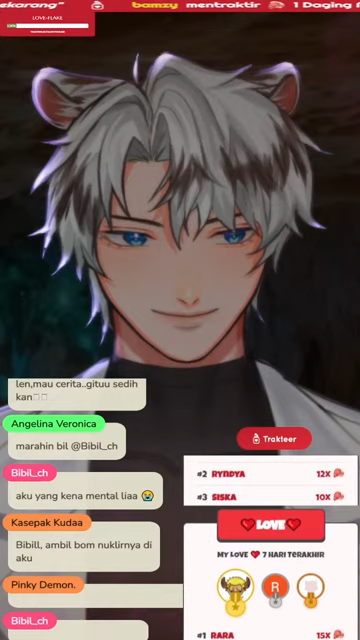 ekarang"
bamzy mentraktir
1 Daging
LOVE-FLAKE
len,mau cerita..gituu sedih
kan
Angelina Veronica
marahin bil @Bibil_ch
Bibil_ch
aku yang kena mental liaa 😭
Kasepak Kudaa
Bibill, ambil bom nuklirnya di
aku
Pinky Demon.
Bibil_ch
Trakteer
#2 RYNDYA 12X
#3 SISKA 10X
LOVE
MY LOVE ❤ 7 HARI TERAKHIR
R
#1 RARA 15X